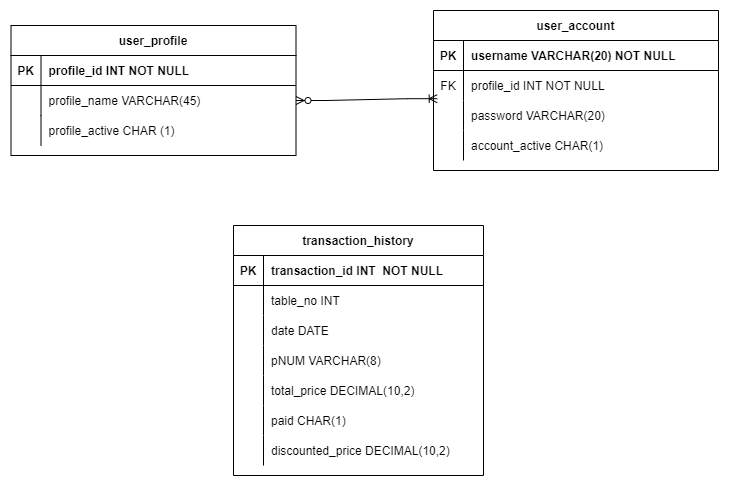 user_profile
PK profile_id INT NOT NULL
profile_name VARCHAR(45)
profile_active CHAR (1)
user_account
PK username VARCHAR(20) NOT NULL
FK profile_id INT NOT NULL
password VARCHAR(20)
account_active CHAR(1)
transaction_history
PK transaction_id INT  NOT NULL
table_no INT
date DATE
pNUM VARCHAR(8)
total_price DECIMAL(10,2)
paid CHAR(1)
discounted_price DECIMAL(10,2)